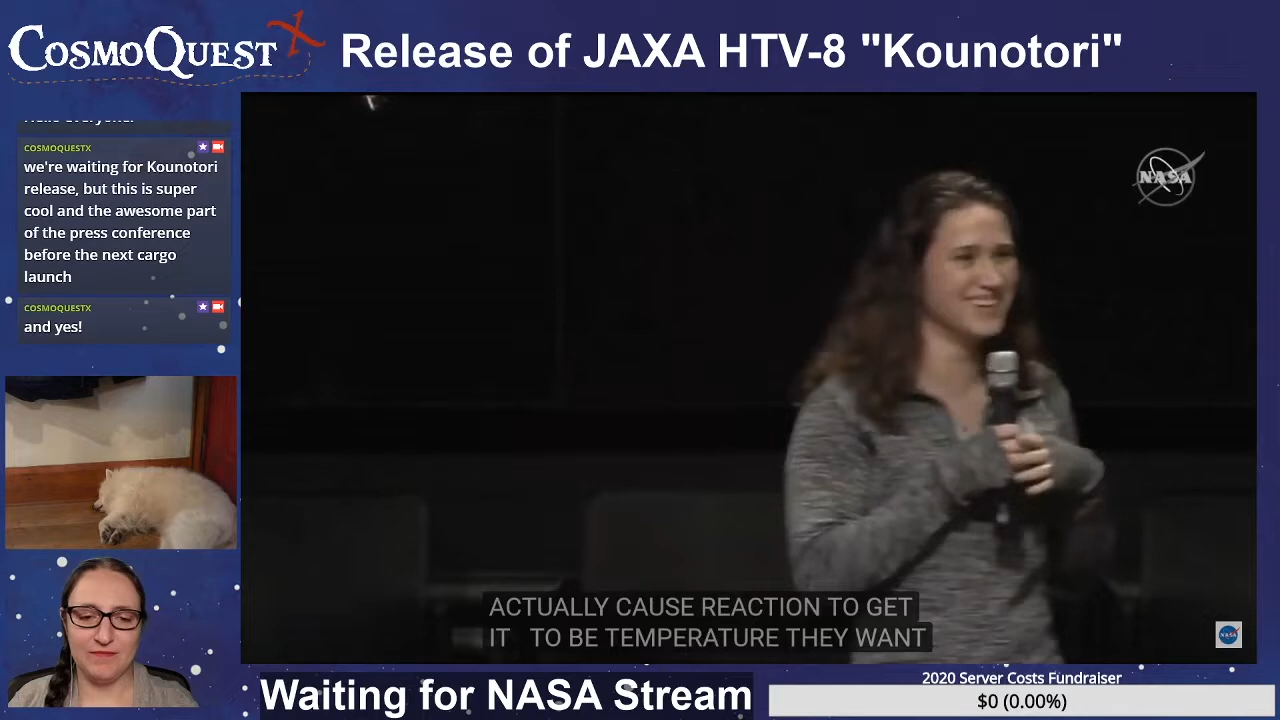 COSMOQUEST X
Release of JAXA HTV-8 "Kounotori"
COSMOQUESTX
we're waiting for Kounotori
release, but this is super
cool and the awesome part
of the press conference
before the next cargo
launch
COSMOQUESTX
and yes!
NASA
ACTUALLY CAUSE REACTION TO GET
IT TO BE TEMPERATURE THEY WANT
NASA
Waiting for NASA Stream
2020 Server Costs Fundraiser
$0 (0.00%)